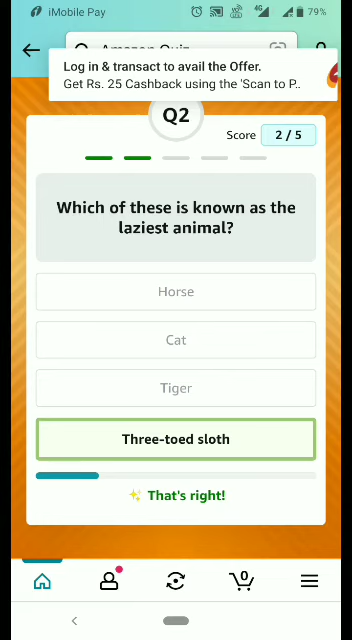 iMobile Pay
4G
79%
Log in & transact to avail the Offer.
Get Rs. 25 Cashback using the 'Scan to P..
Q2
Score 2 / 5
Which of these is known as the
laziest animal?
Horse
Cat
Tiger
Three-toed sloth
✨ That's right!
0